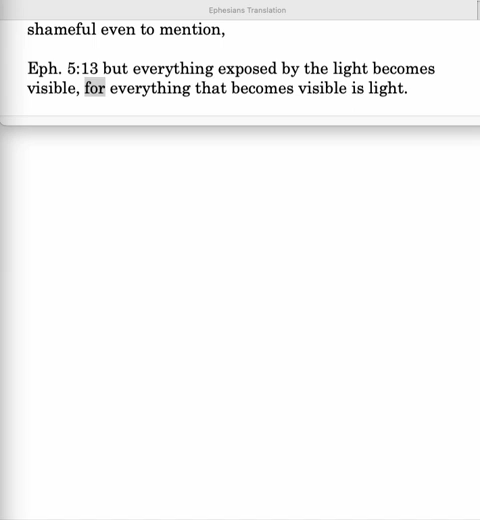 Ephesians Translation
shameful even to mention,
Eph. 5:13 but everything exposed by the light becomes
visible, for everything that becomes visible is light.